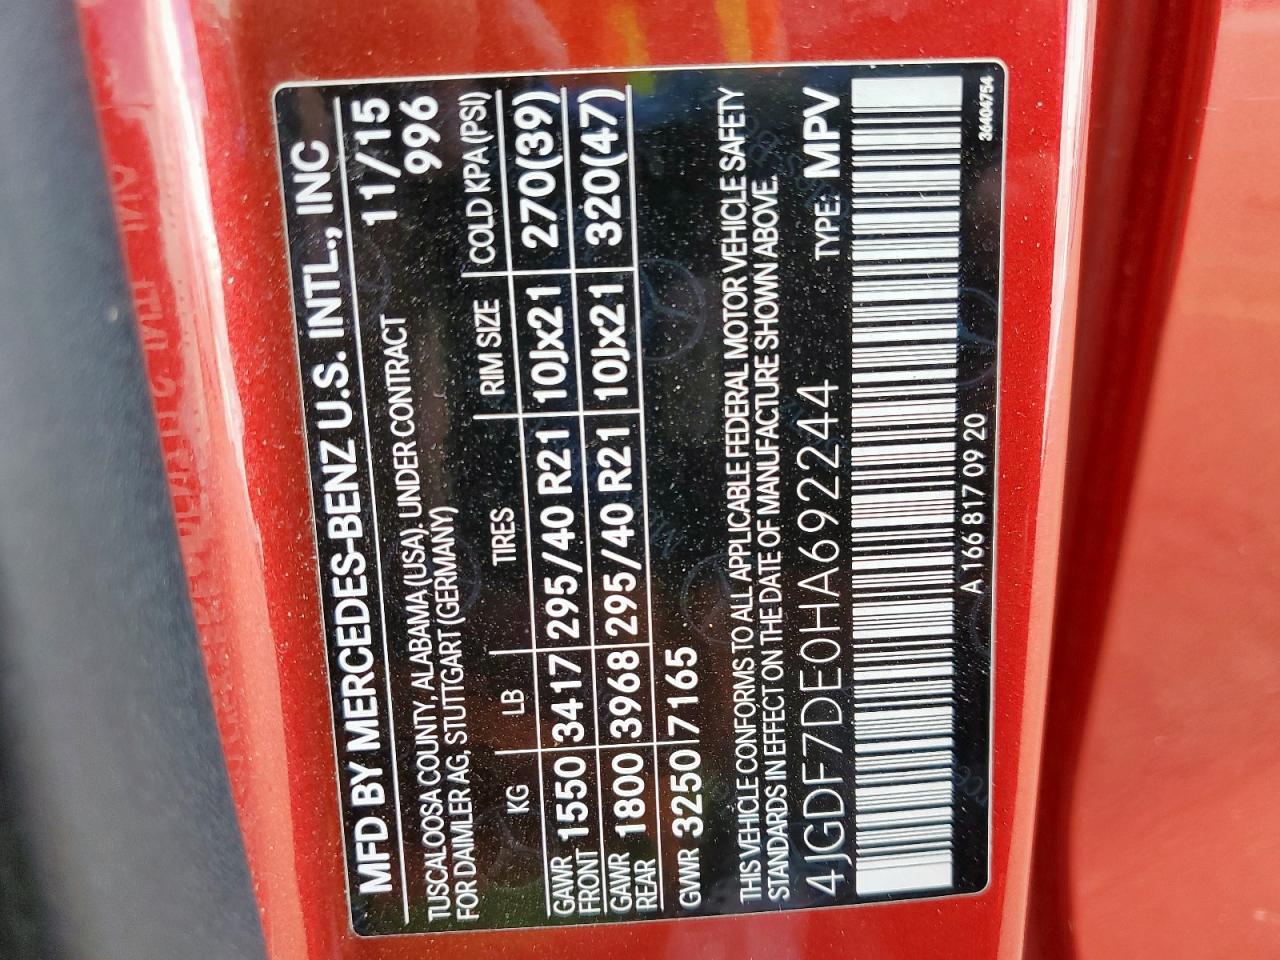 MFD BY MERCEDES-BENZ U.S. INTL., INC
TUSCALOOSA COUNTY, ALABAMA (USA). UNDER CONTRACT 11/15
FOR DAIMLER AG, STUTTGART (GERMANY) 996
KG LB TIRES RIM SIZE COLD KPA(PSI)
GAWR FRONT 1550 3417 295/40 R21 10Jx21 270(39)
GAWR REAR 1800 3968 295/40 R21 10Jx21 320(47)
GVWR 3250 7165
THIS VEHICLE CONFORMS TO ALL APPLICABLE FEDERAL MOTOR VEHICLE SAFETY
STANDARDS IN EFFECT ON THE DATE OF MANUFACTURE SHOWN ABOVE.
4JGDF7DE0HA692244 TYPE: MPV
A 166 817 09 20
36404754